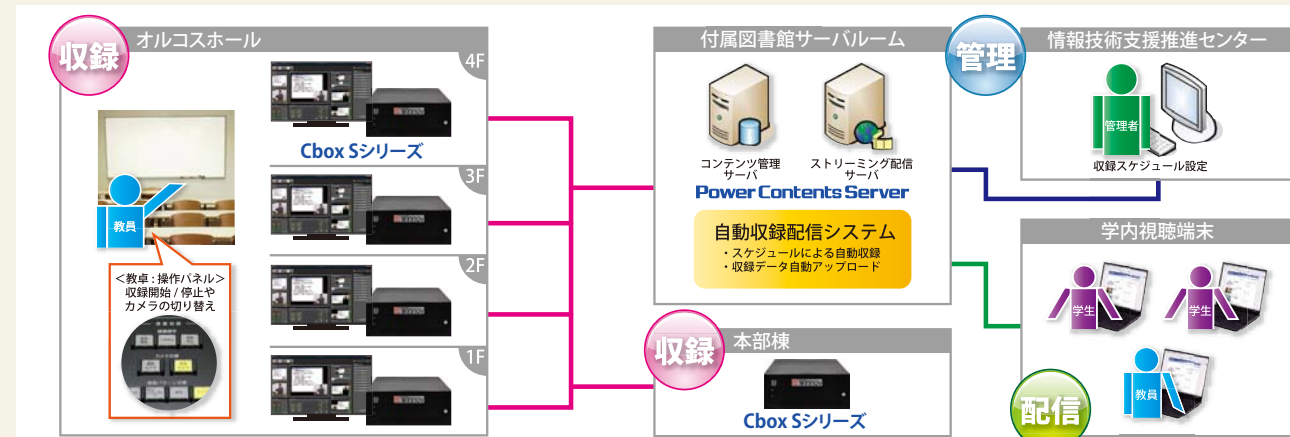 収録
オルコスホール
4F
Cbox Sシリーズ
3F
2F
1F
教員
＜教卓：操作パネル＞
収録開始 / 停止や
カメラの切り替え
付属図書館サーバルーム
コンテンツ管理
サーバ
ストリーミング配信
サーバ
Power Contents Server
自動収録配信システム
・スケジュールによる自動収録
・収録データ自動アップロード
収録
本部棟
Cbox Sシリーズ
管理
情報技術支援推進センター
管理者
収録スケジュール設定
学内視聴端末
学生
学生
教員
配信